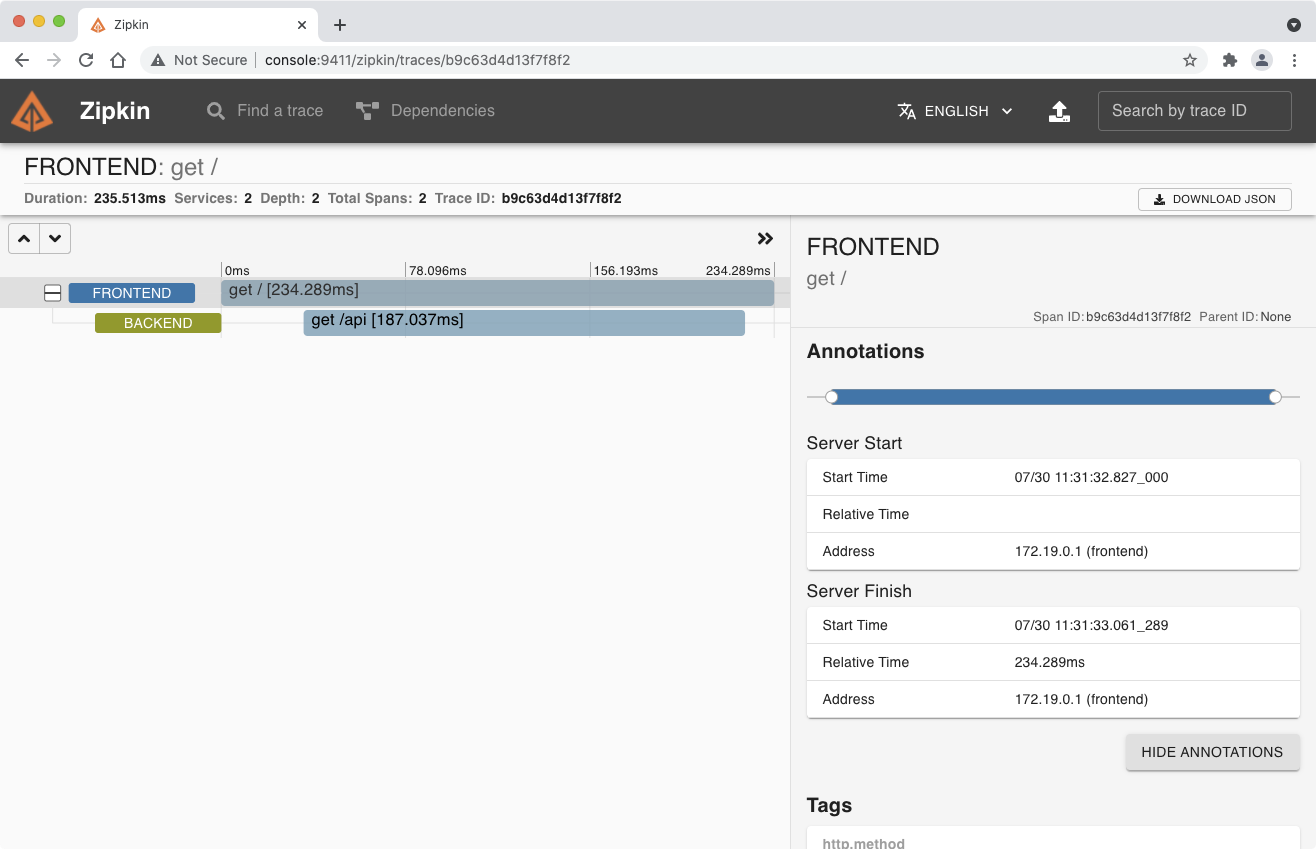 Zipkin
Not Secure console:9411/zipkin/traces/b9c63d4d13f7f8f2
Zipkin Find a trace Dependencies ENGLISH Search by trace ID
FRONTEND: get /
Duration: 235.513ms Services: 2 Depth: 2 Total Spans: 2 Trace ID: b9c63d4d13f7f8f2 DOWNLOAD JSON
0ms 78.096ms 156.193ms 234.289ms
FRONTEND get / [234.289ms]
BACKEND get /api [187.037ms]
FRONTEND
get /
Span ID: b9c63d4d13f7f8f2 Parent ID: None
Annotations
Server Start
Start Time 07/30 11:31:32.827_000
Relative Time
Address 172.19.0.1 (frontend)
Server Finish
Start Time 07/30 11:31:33.061_289
Relative Time 234.289ms
Address 172.19.0.1 (frontend)
HIDE ANNOTATIONS
Tags
http.method